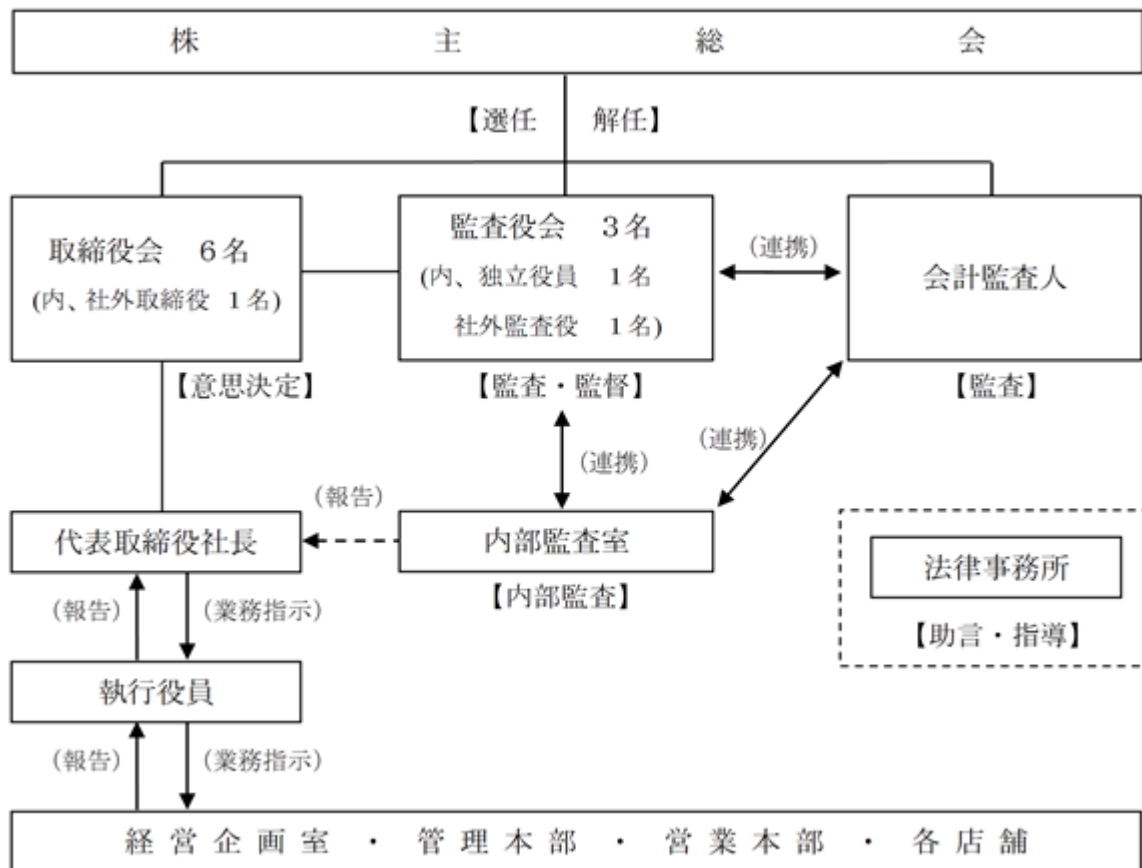 株主総会
【選任 解任】
取締役会 6名
(内、社外取締役 1名)
【意思決定】
監査役会 3名
(内、独立役員 1名
社外監査役 1名)
【監査・監督】
(連携)
会計監査人
【監査】
(連携)
(連携)
(報告)
代表取締役社長
内部監査室
【内部監査】
法律事務所
【助言・指導】
(報告)
(業務指示)
執行役員
(報告)
(業務指示)
経営企画室・管理本部・営業本部・各店舗